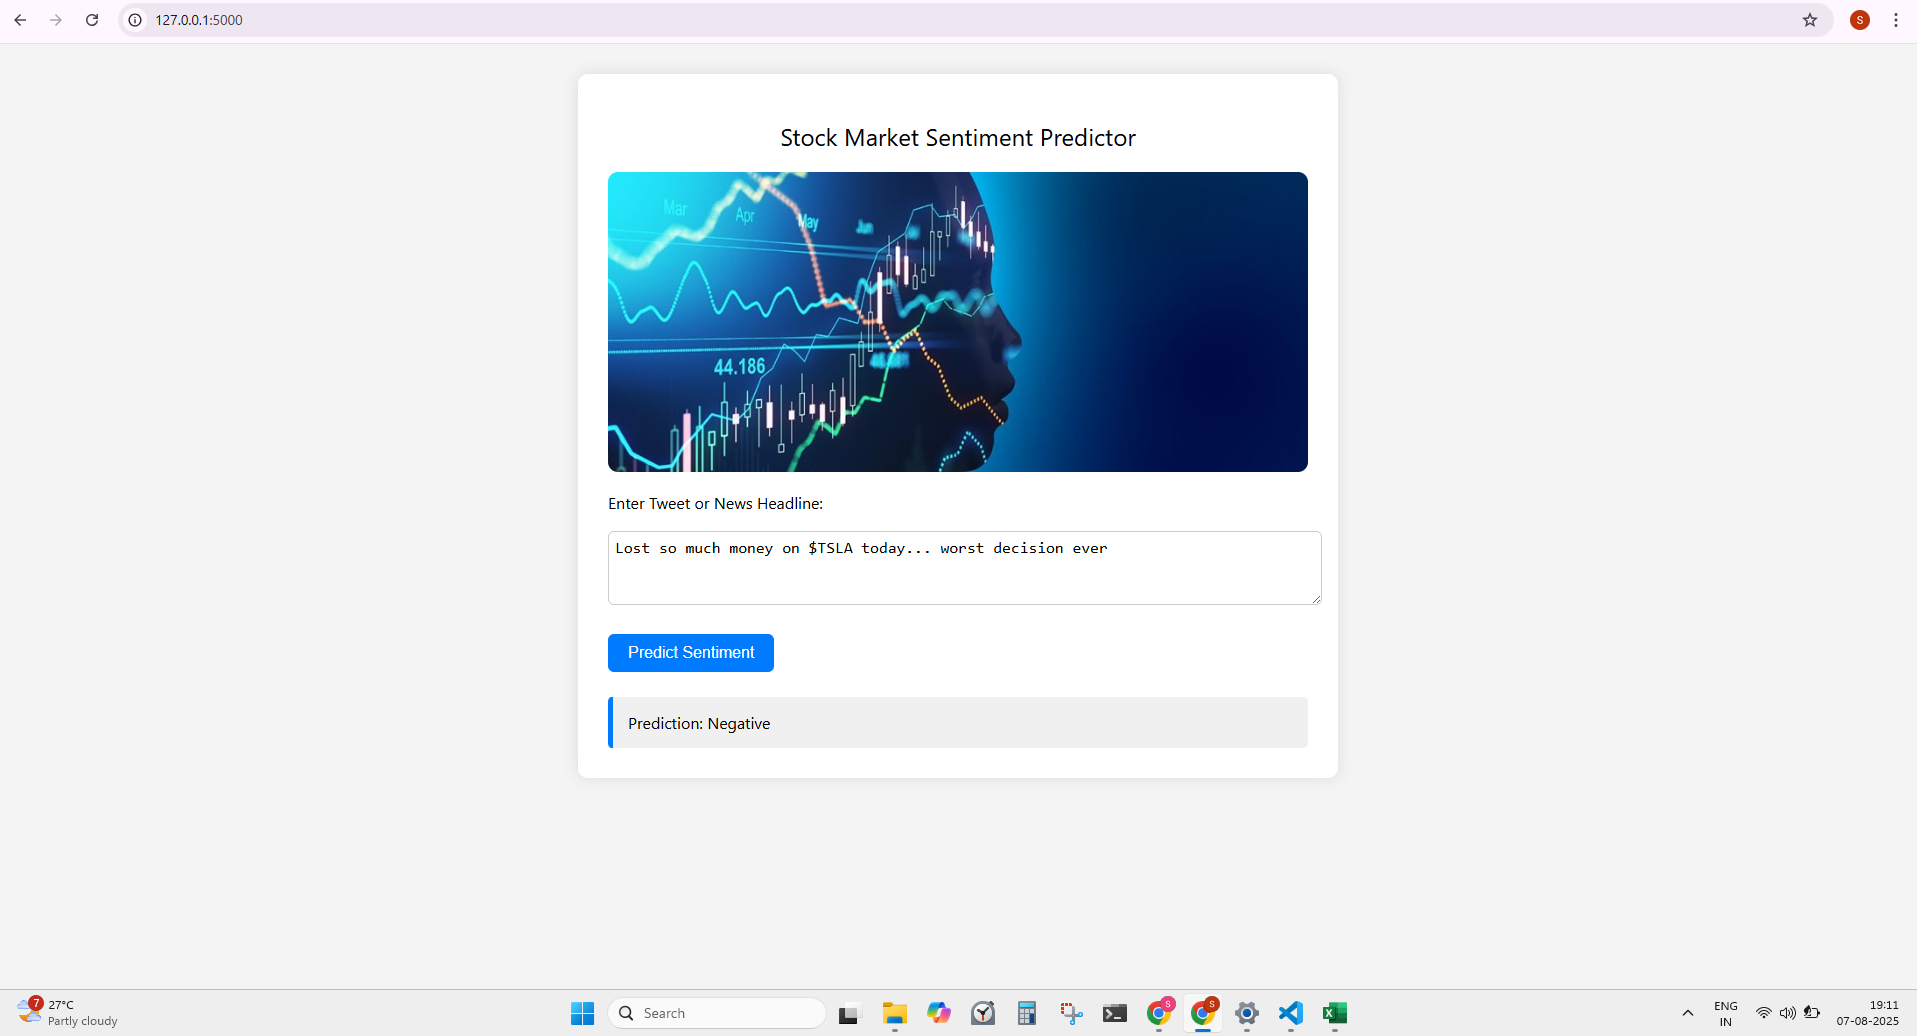 127.0.0.1:5000
S
Stock Market Sentiment Predictor
Mar
Apr
May
Jun
44.186
Enter Tweet or News Headline:
Lost so much money on $TSLA today... worst decision ever
Predict Sentiment
Prediction: Negative
7
27°C
Partly cloudy
Search
S
S
ENG
IN
19:11
07-08-2025